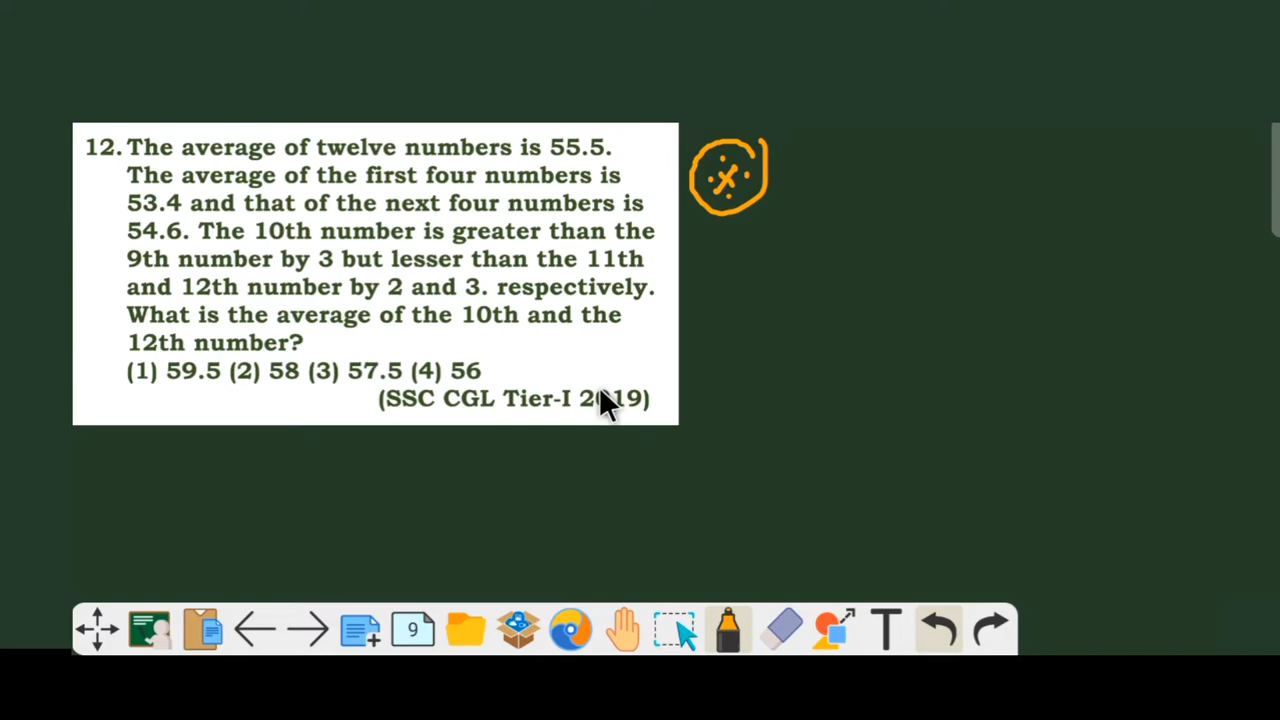 12. The average of twelve numbers is 55.5.
The average of the first four numbers is
53.4 and that of the next four numbers is
54.6. The 10th number is greater than the
9th number by 3 but lesser than the 11th
and 12th number by 2 and 3. respectively.
What is the average of the 10th and the
12th number?
(1) 59.5 (2) 58 (3) 57.5 (4) 56
(SSC CGL Tier-I 2019)
9
T